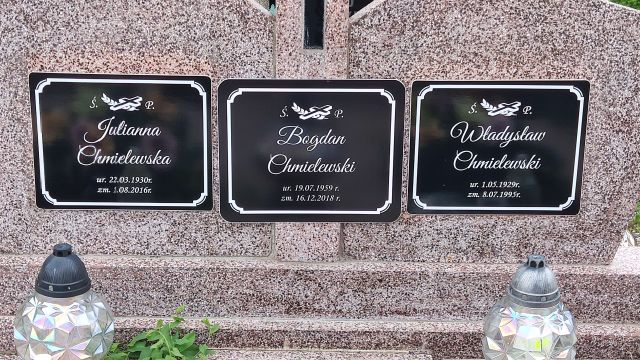 Ś. P.
Julianna
Chmielewska
ur. 22.03.1930r.
zm. 1.08.2016r.
Ś. P.
Bogdan
Chmielewski
ur. 19.07.1959 r.
zm. 16.12.2018 r.
Ś. P.
Władysław
Chmielewski
ur. 1.05.1929r.
zm. 8.07.1995r.